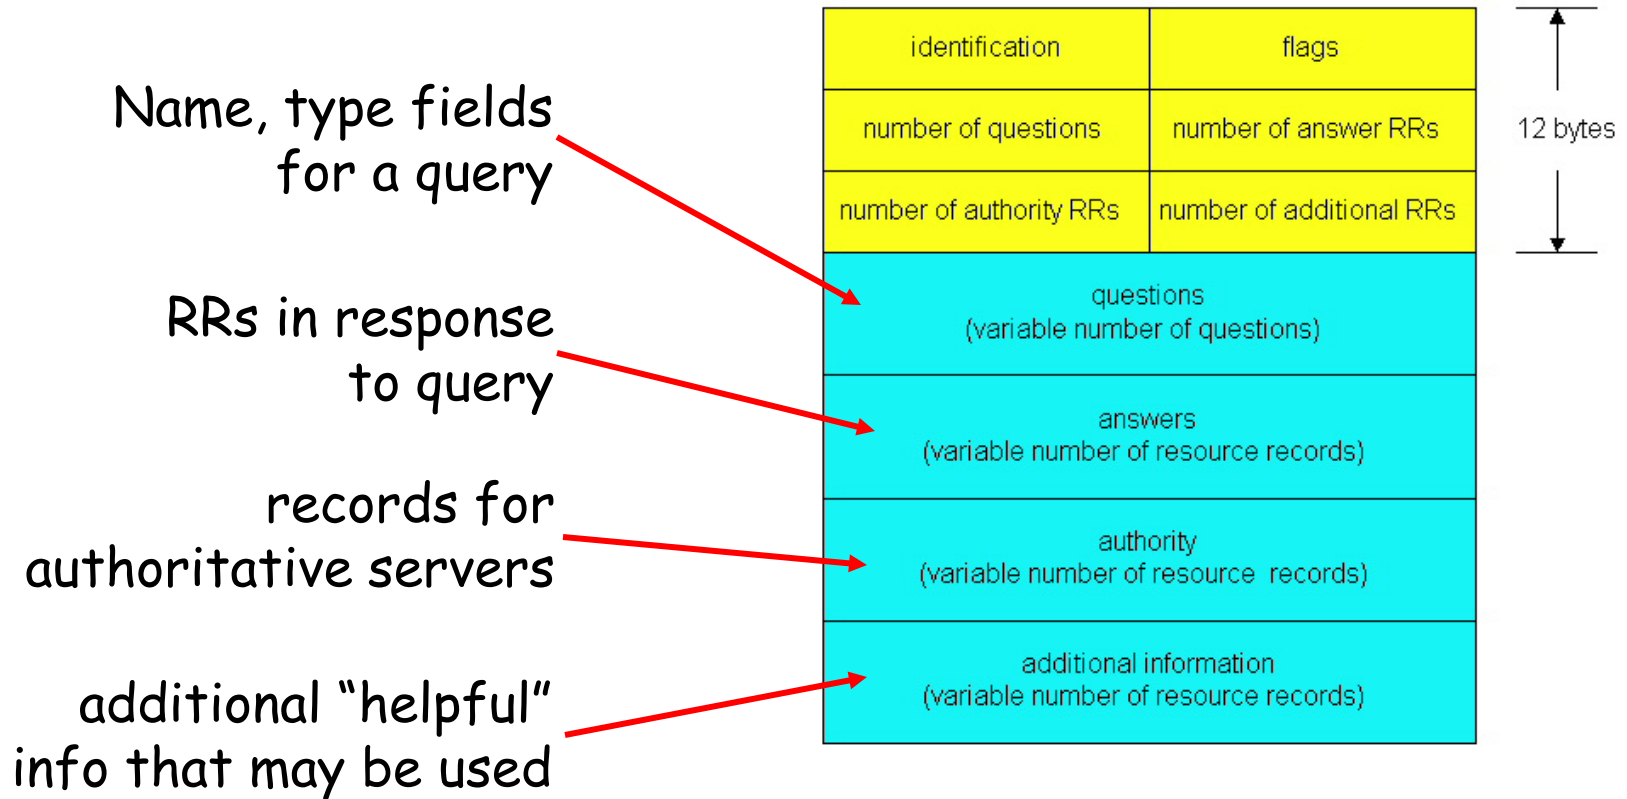 Name, type fields
for a query
RRs in response
to query
records for
authoritative servers
additional “helpful”
info that may be used
identification
flags
number of questions
number of answer RRs
number of authority RRs
number of additional RRs
12 bytes
questions
(variable number of questions)
answers
(variable number of resource records)
authority
(variable number of resource records)
additional information
(variable number of resource records)